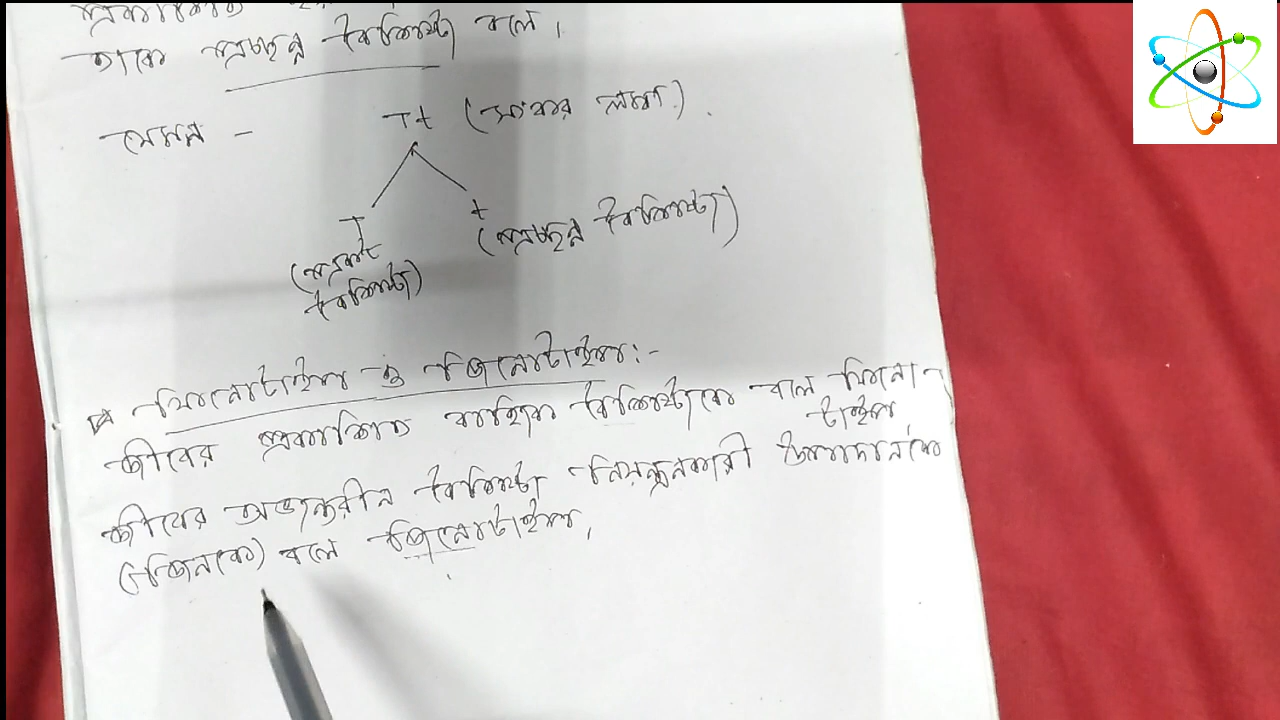 তাকে প্রচ্ছন্ন বৈশিষ্ট্য বলে।
যেমন - Tt (সংকর লম্বা)
T t
(প্রকট বৈশিষ্ট্য) (প্রচ্ছন্ন বৈশিষ্ট্য)
ফিনোটাইপ ও জিনোটাইপ:-
জীবের প্রকাশিত বাহ্যিক বৈশিষ্ট্যকে বলে ফিনো-
টাইপ
জীবের অভ্যন্তরীন বৈশিষ্ট্য নিয়ন্ত্রনকারী উপাদানকে
(জিনকে) বলে জিনোটাইপ।